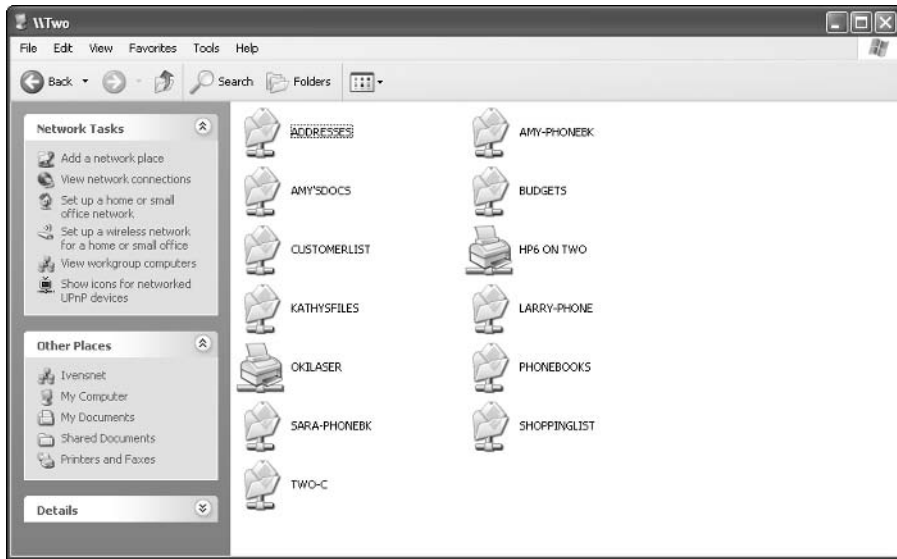 \\Two
File Edit View Favorites Tools Help
Back Search Folders
Network Tasks
Add a network place
View network connections
Set up a home or small
office network
Set up a wireless network
for a home or small office
View workgroup computers
Show icons for networked
UPnP devices
Other Places
Ivensnet
My Computer
My Documents
Shared Documents
Printers and Faxes
Details
ADDRESSES AMY-PHONEBK
AMY'SDOCS BUDGETS
CUSTOMERLIST HP6 ON TWO
KATHYSFILES LARRY-PHONE
OKILASER PHONEBOOKS
SARA-PHONEBK SHOPPINGLIST
TWO-C